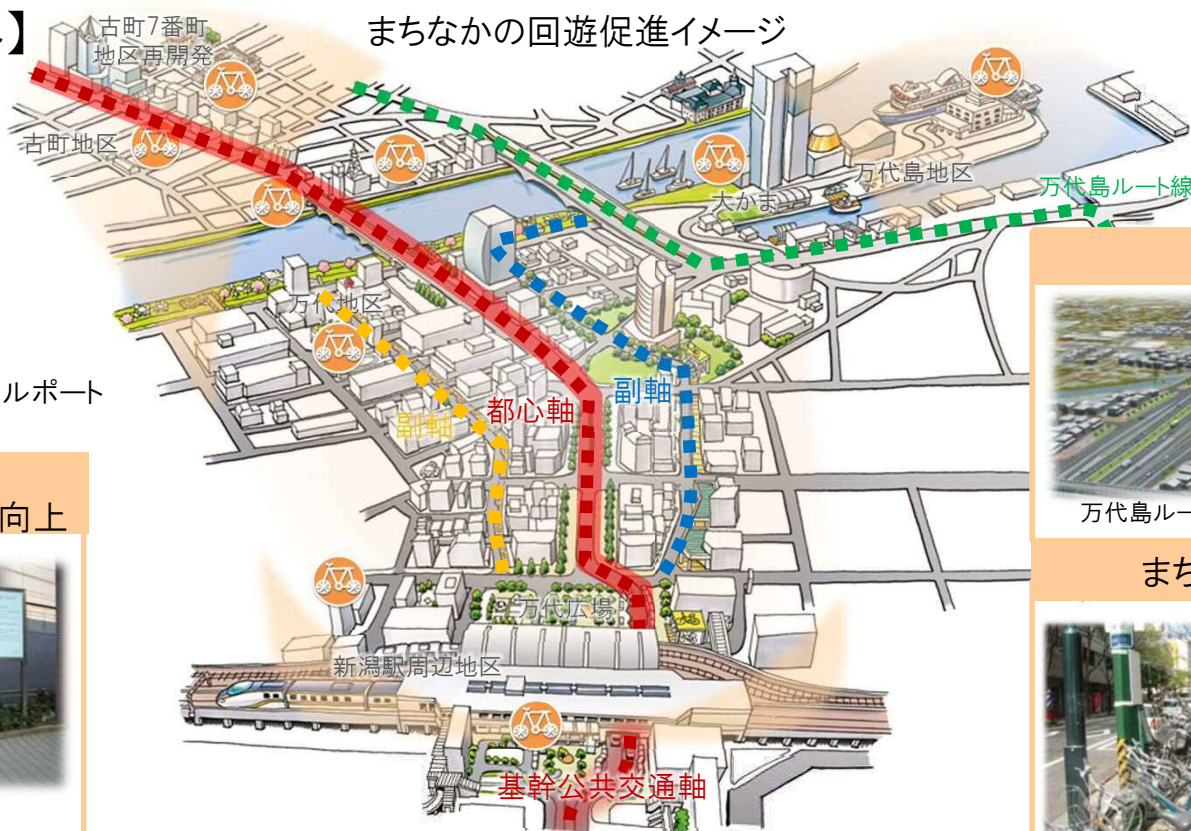 】
まちなかの回遊促進イメージ
古町7番町
地区再開発
古町地区
万代島地区
大かま
万代島ルート線
万代地区
ルポート
都心軸
副軸
副軸
向上
万代島ルー
まち
万代広場
新潟駅周辺地区
基幹公共交通軸